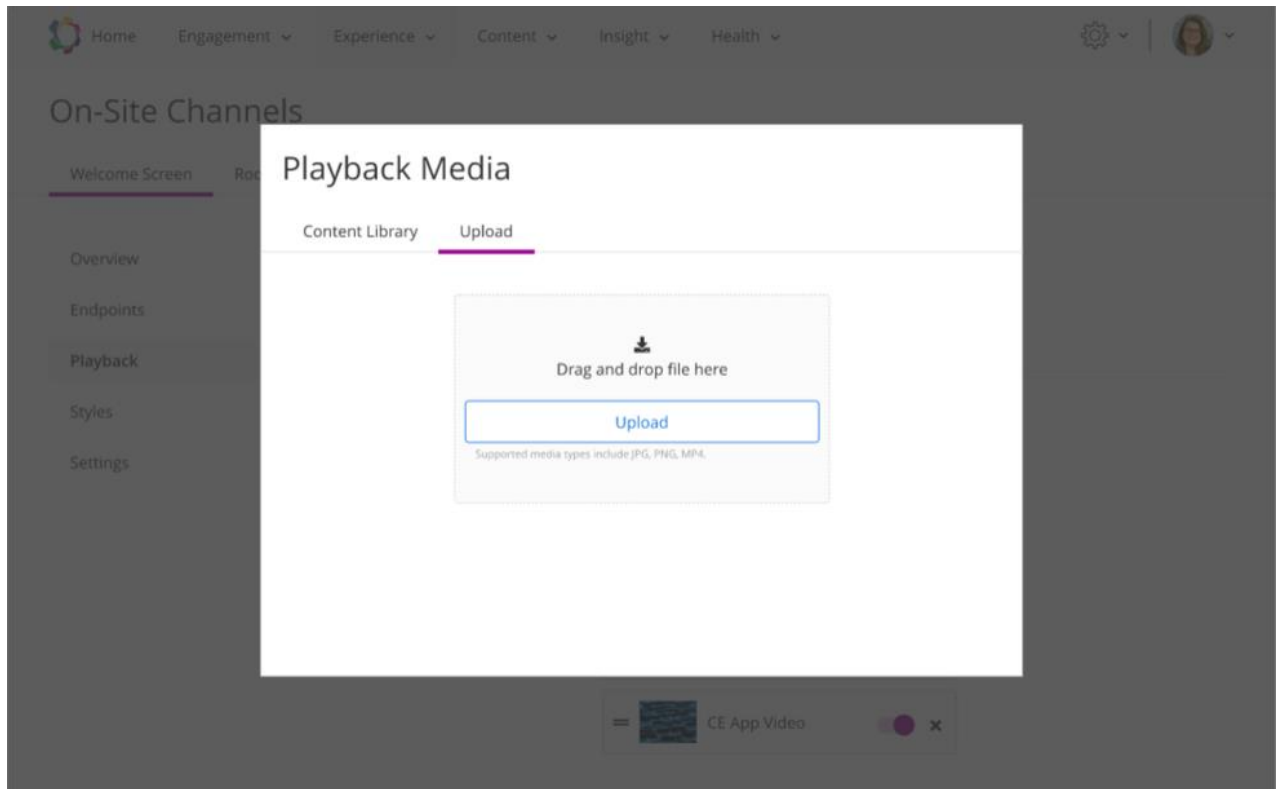 Home Engagement Experience Content Insight Health
On-Site Channels
Welcome Screen
Playback Media
Content Library Upload
Overview
Endpoints
Playback
Styles
Settings
Drag and drop file here
Upload
Supported media types include JPG, PNG, MP4.
CE App Video